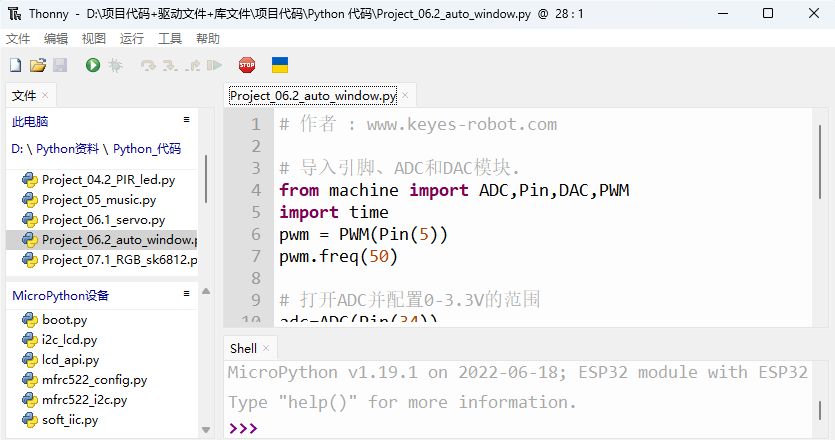 Thonny - D:\项目代码+驱动文件+库文件\项目代码\Python 代码\Project_06.2_auto_window.py @ 28 : 1
文件 编辑 视图 运行 工具 帮助
STOP
文件 ×
此电脑
D: \ Python资料 \ Python_代码
Project_04.2_PIR_led.py
Project_05_music.py
Project_06.1_servo.py
Project_06.2_auto_window.p
Project_07.1_RGB_sk6812.p
MicroPython设备
boot.py
i2c_lcd.py
lcd_api.py
mfrc522_config.py
mfrc522_i2c.py
soft_iic.py
Project_06.2_auto_window.py ×
1 # 作者 : www.keyes-robot.com
2
3 # 导入引脚、ADC和DAC模块.
4 from machine import ADC,Pin,DAC,PWM
5 import time
6 pwm = PWM(Pin(5))
7 pwm.freq(50)
8
9 # 打开ADC并配置0-3.3V的范围
10 adc=ADC(Pin(34))
Shell ×
MicroPython v1.19.1 on 2022-06-18; ESP32 module with ESP32
Type "help()" for more information.
>>>